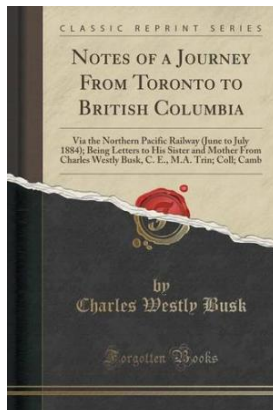 CLASSIC REPRINT SERIES
NOTES OF A JOURNEY
FROM TORONTO TO
BRITISH COLUMBIA
Via the Northern Pacific Railway (June to July
1884); Being Letters to His Sister and Mother From
Charles Westly Busk, C. E., M.A. Trin; Coll; Camb
by
Charles Westly Busk
Forgotten Books